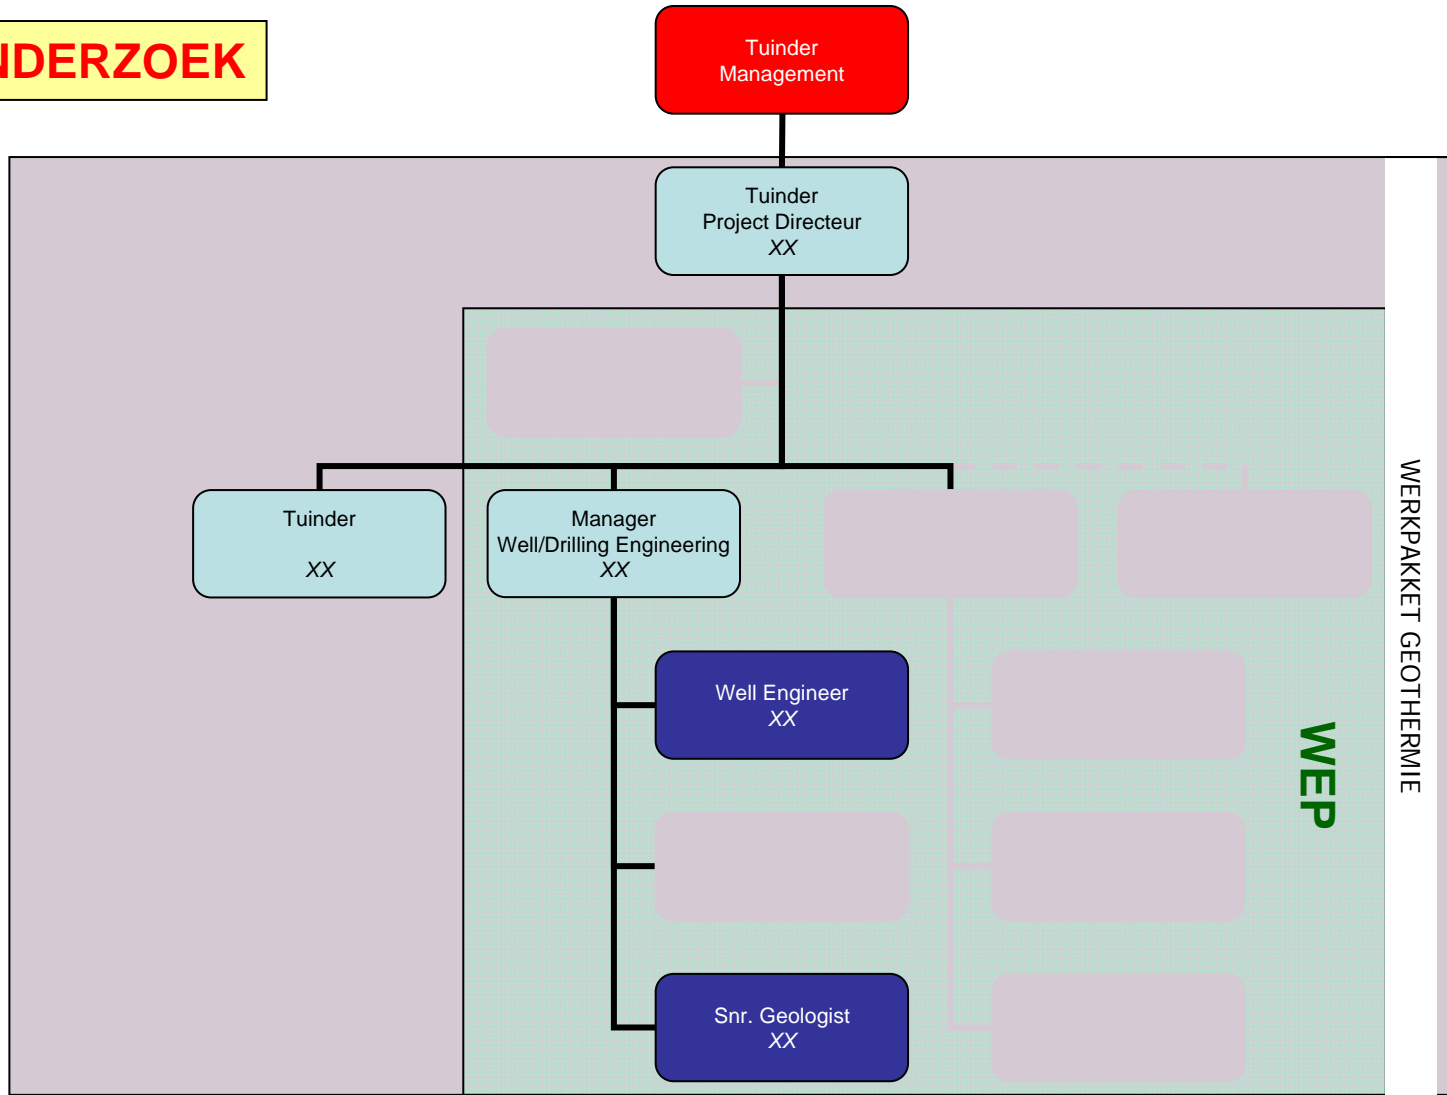 NDERZOEK
Tuinder
Management
Tuinder
Project Directeur
XX
Tuinder
XX
Manager
Well/Drilling Engineering
XX
Well Engineer
XX
Snr. Geologist
XX
WEP
WERKPAKKET GEOTHERMIE